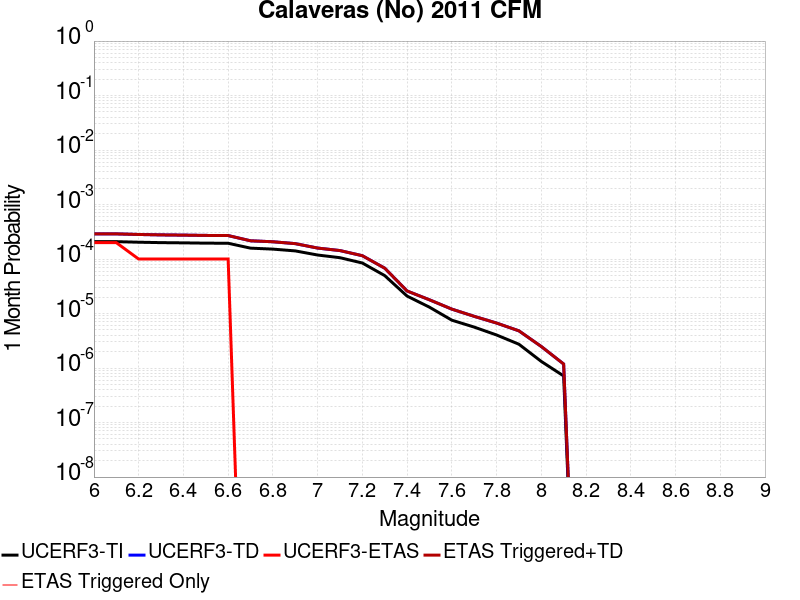 Calaveras (No) 2011 CFM
1 Month Probability
10^0
10^-1
10^-2
10^-3
10^-4
10^-5
10^-6
10^-7
10^-8
6 6.2 6.4 6.6 6.8 7 7.2 7.4 7.6 7.8 8 8.2 8.4 8.6 8.8 9
Magnitude
UCERF3-TI UCERF3-TD UCERF3-ETAS ETAS Triggered+TD
ETAS Triggered Only